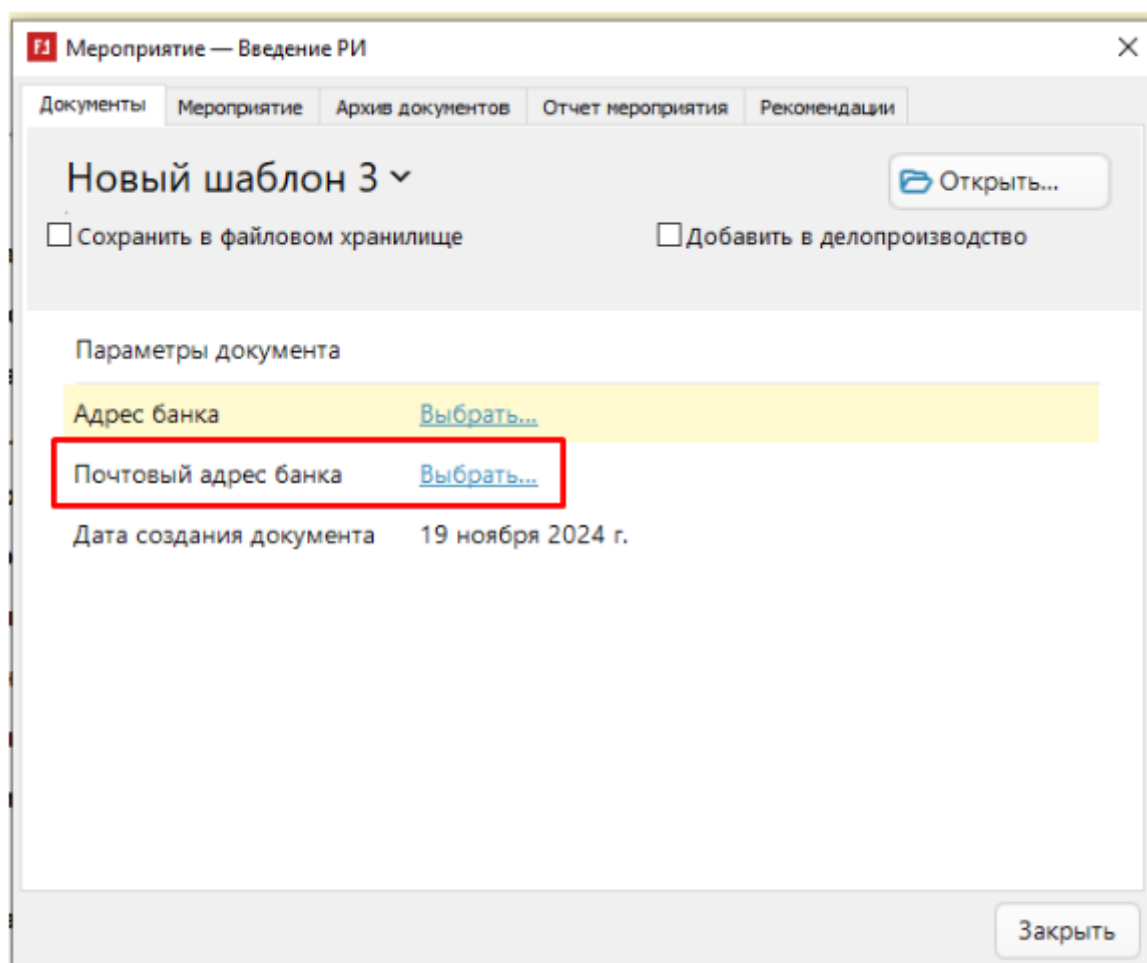 Мероприятие — Введение РИ
Документы Мероприятие Архив документов Отчет мероприятия Рекомендации
Новый шаблон 3 Открыть...
Сохранить в файловом хранилище Добавить в делопроизводство
Параметры документа
Адрес банка Выбрать...
Почтовый адрес банка Выбрать...
Дата создания документа 19 ноября 2024 г.
Закрыть